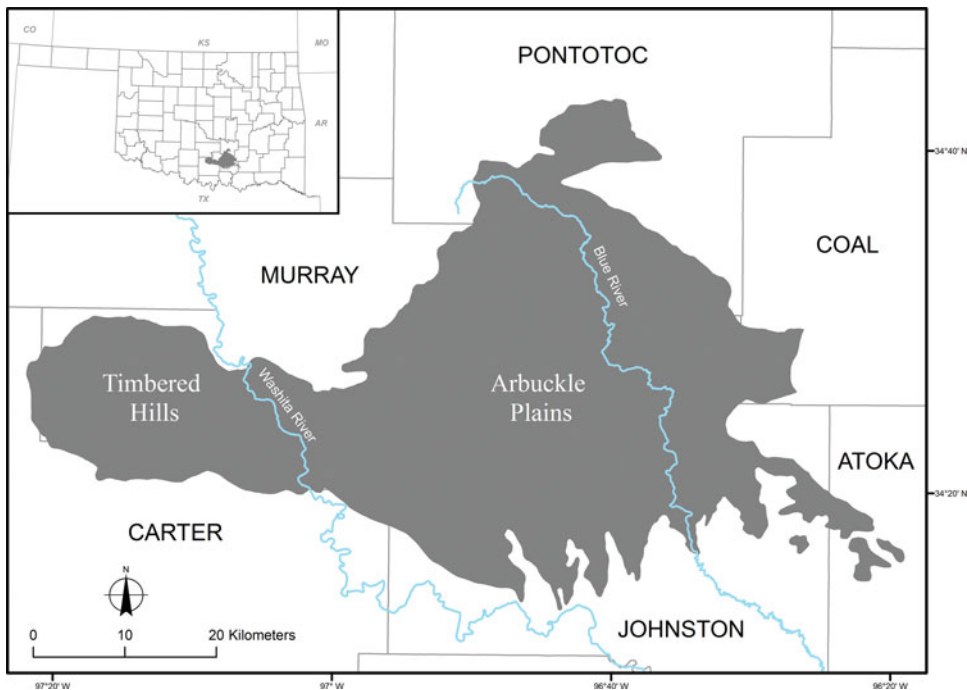 CO
KS
MO
AR
TX
PONTOTOC
34°40' N
COAL
MURRAY
Blue River
Timbered
Hills
Washita River
Arbuckle
Plains
ATOKA
34°20' N
CARTER
N
JOHNSTON
0 10 20 Kilometers
97°20' W 97° W 96°40' W 96°20' W